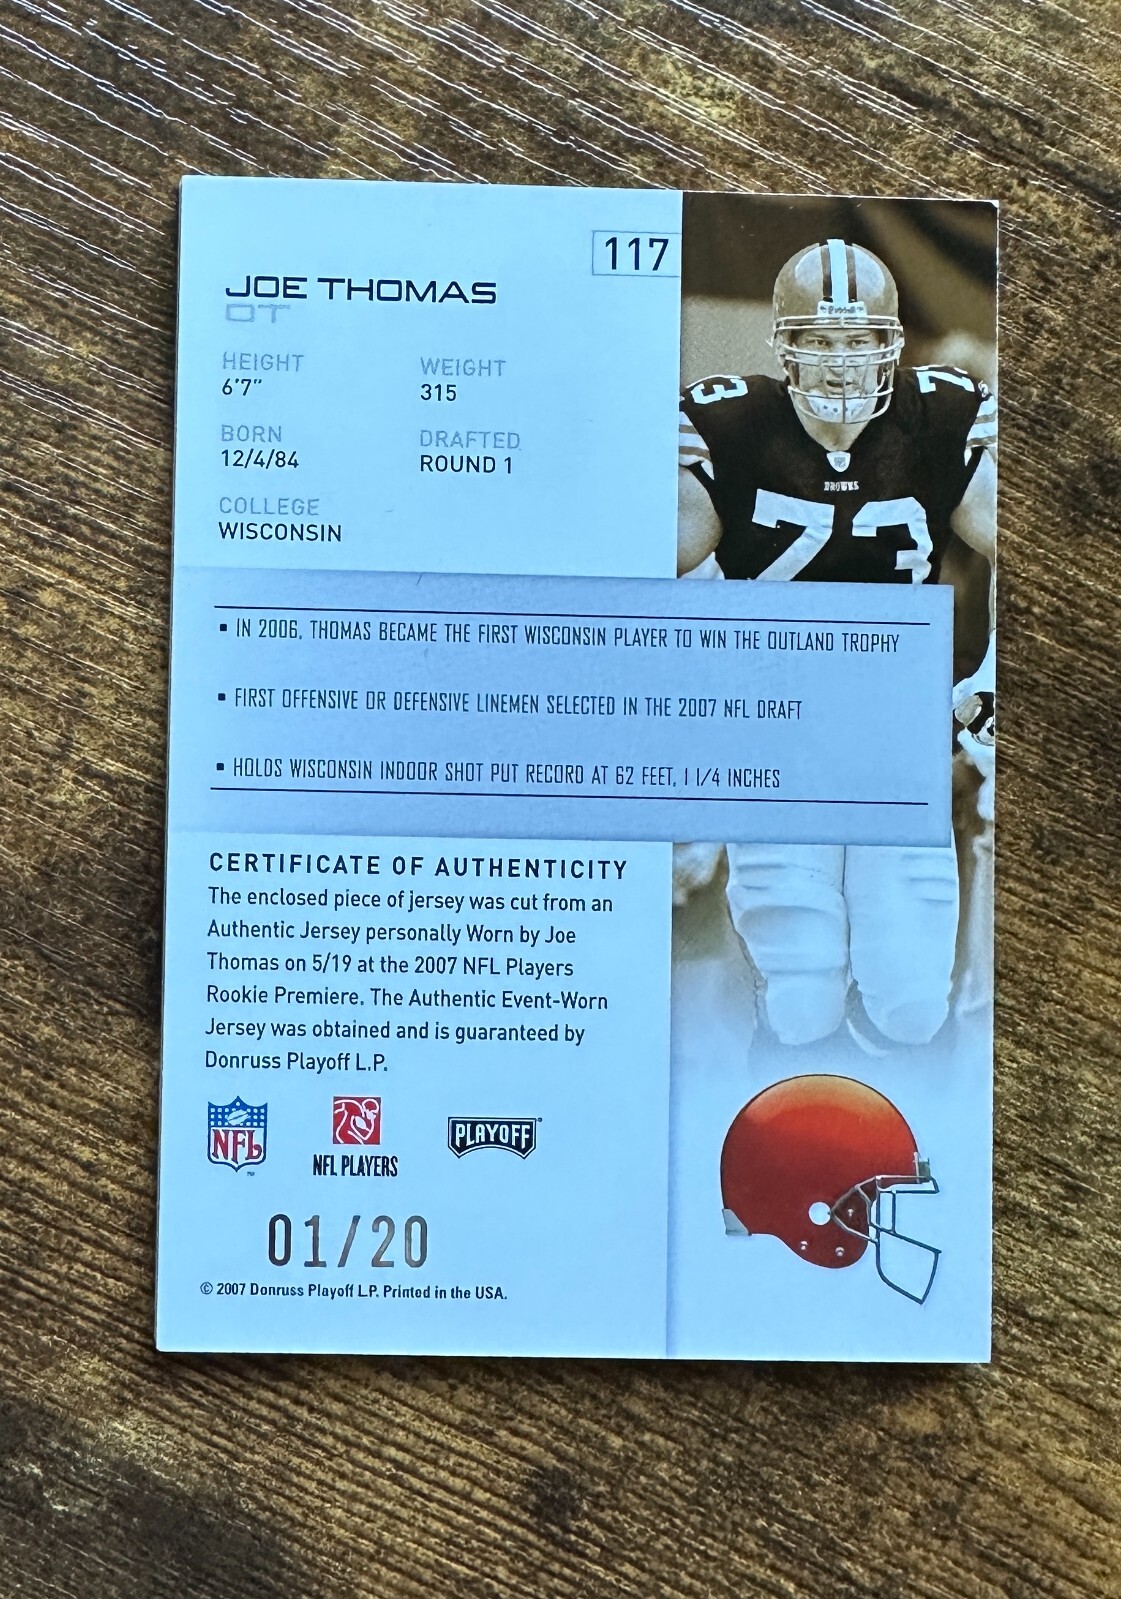 117
JOE THOMAS
OT
HEIGHT
6'7"
WEIGHT
315
BORN
12/4/84
DRAFTED
ROUND 1
COLLEGE
WISCONSIN
Riddell
73
BROWNS
73
▪ IN 2006, THOMAS BECAME THE FIRST WISCONSIN PLAYER TO WIN THE OUTLAND TROPHY
▪ FIRST OFFENSIVE OR DEFENSIVE LINEMEN SELECTED IN THE 2007 NFL DRAFT
▪ HOLDS WISCONSIN INDOOR SHOT PUT RECORD AT 62 FEET, 1 1/4 INCHES
CERTIFICATE OF AUTHENTICITY
The enclosed piece of jersey was cut from an
Authentic Jersey personally Worn by Joe
Thomas on 5/19 at the 2007 NFL Players
Rookie Premiere. The Authentic Event-Worn
Jersey was obtained and is guaranteed by
Donruss Playoff L.P.
NFL
NFL PLAYERS
PLAYOFF
01/20
© 2007 Donruss Playoff L.P. Printed in the USA.